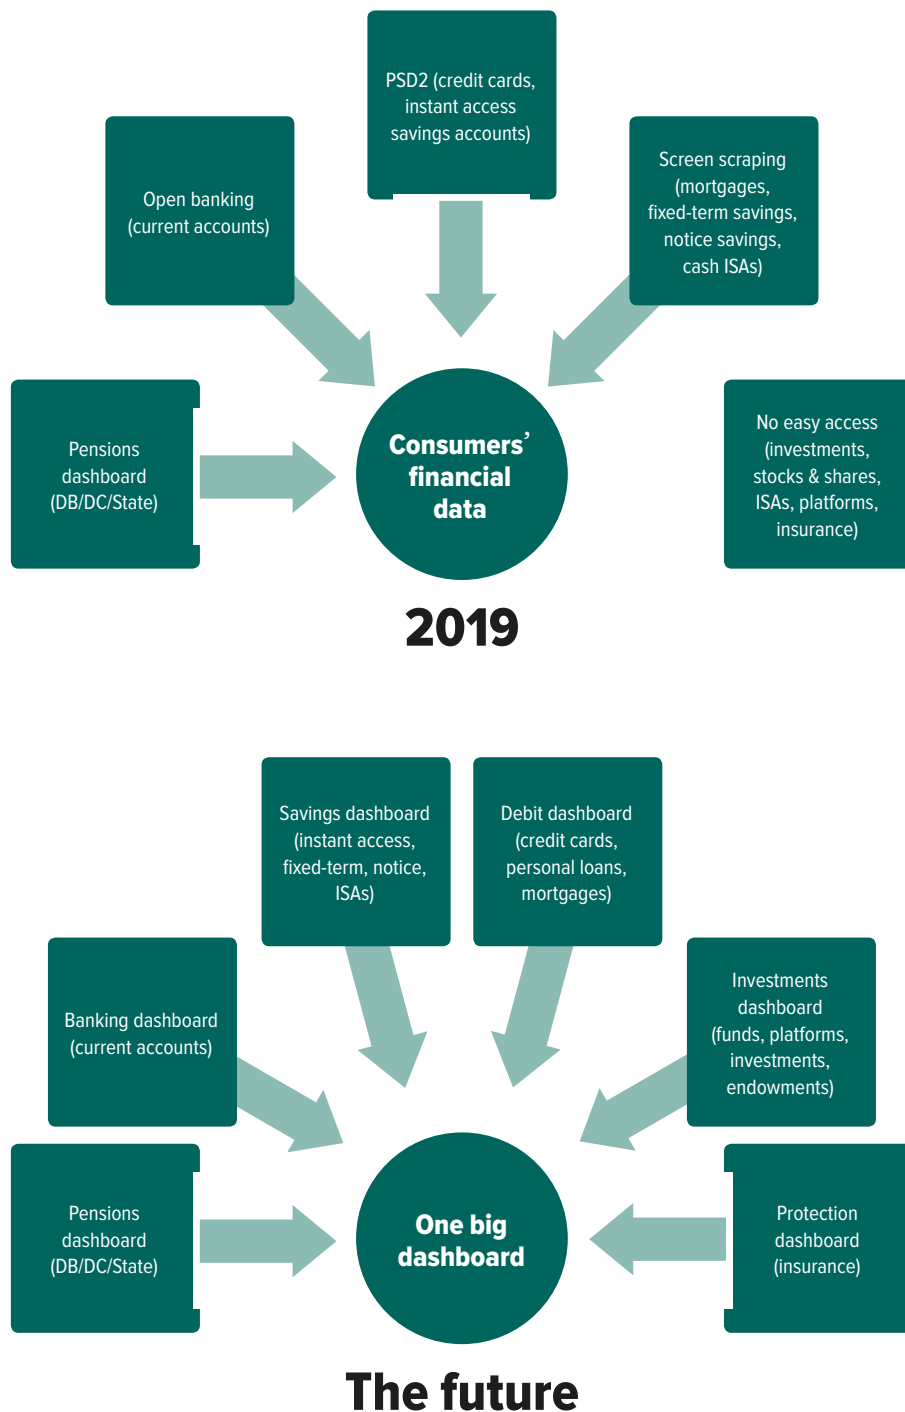 PSD2 (credit cards,
instant access
savings accounts)
Open banking
(current accounts)
Screen scraping
(mortgages,
fixed-term savings,
notice savings,
cash ISAs)
Pensions
dashboard
(DB/DC/State)
Consumers’
financial
data
No easy access
(investments,
stocks & shares,
ISAs, platforms,
insurance)
2019
Savings dashboard
(instant access,
fixed-term, notice,
ISAs)
Debit dashboard
(credit cards,
personal loans,
mortgages)
Banking dashboard
(current accounts)
Investments
dashboard
(funds, platforms,
investments,
endowments)
Pensions
dashboard
(DB/DC/State)
One big
dashboard
Protection
dashboard
(insurance)
The future